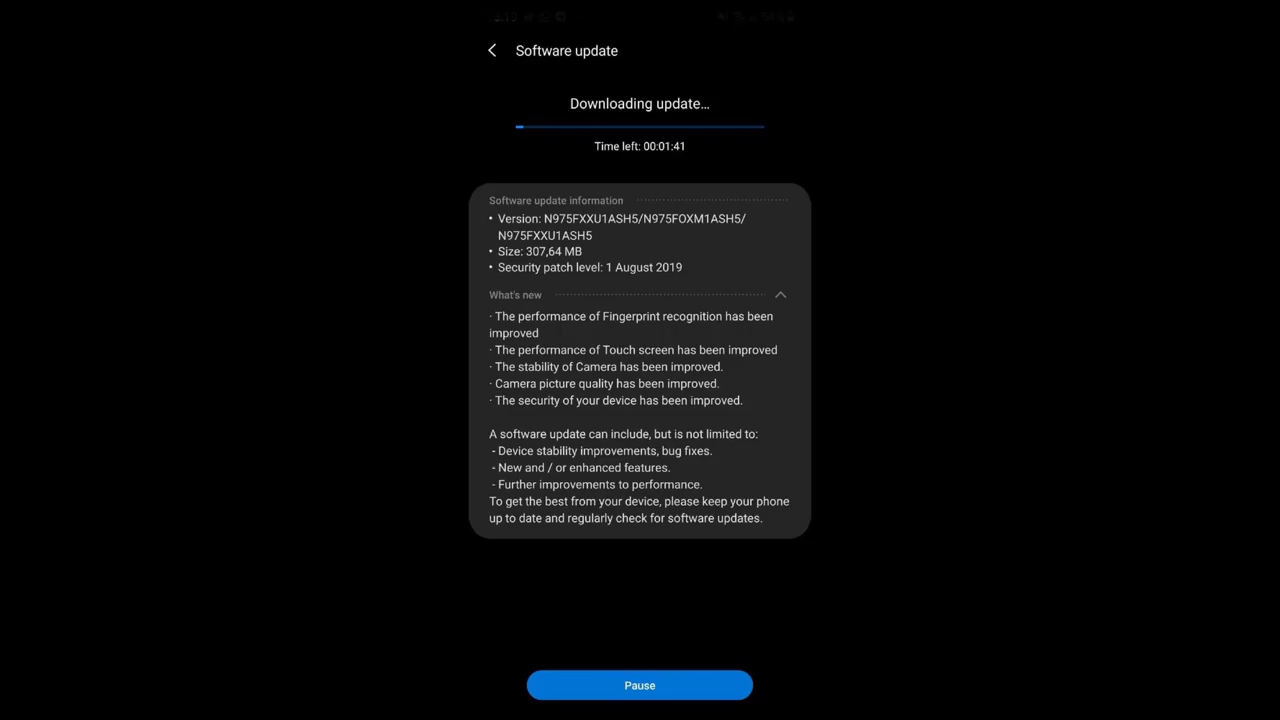 Software update
Downloading update...
Time left: 00:01:41
Software update information
• Version: N975FXXU1ASH5/N975FOXM1ASH5/
N975FXXU1ASH5
• Size: 307,64 MB
• Security patch level: 1 August 2019
What's new
· The performance of Fingerprint recognition has been
improved
· The performance of Touch screen has been improved
· The stability of Camera has been improved.
· Camera picture quality has been improved.
· The security of your device has been improved.
A software update can include, but is not limited to:
- Device stability improvements, bug fixes.
- New and / or enhanced features.
- Further improvements to performance.
To get the best from your device, please keep your phone
up to date and regularly check for software updates.
Pause